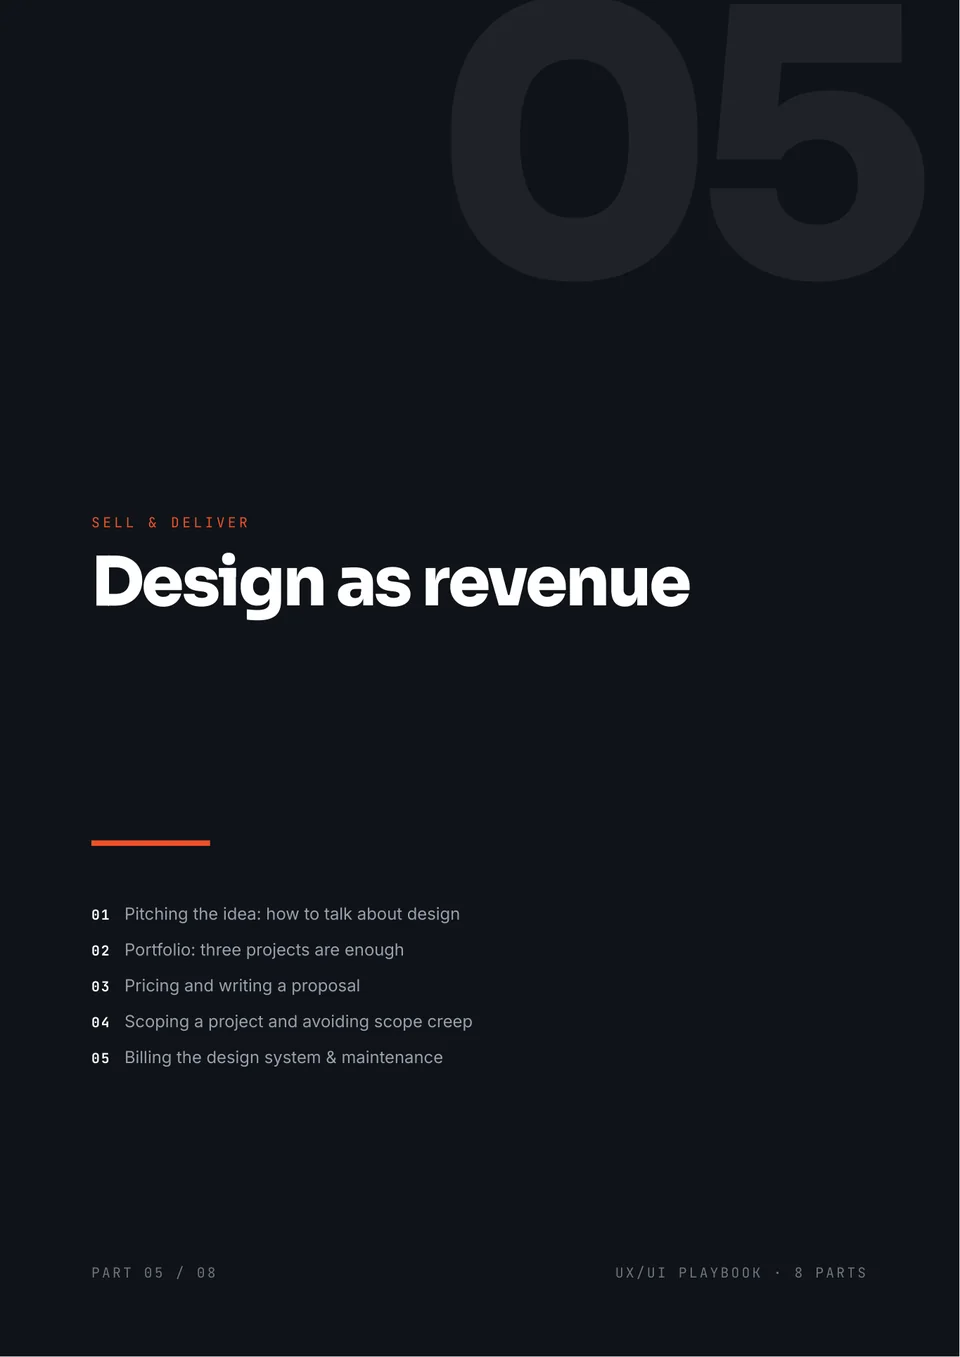 05
SELL & DELIVER
Design as revenue
01 Pitching the idea: how to talk about design
02 Portfolio: three projects are enough
03 Pricing and writing a proposal
04 Scoping a project and avoiding scope creep
05 Billing the design system & maintenance
PART 05 / 08
UX/UI PLAYBOOK · 8 PARTS